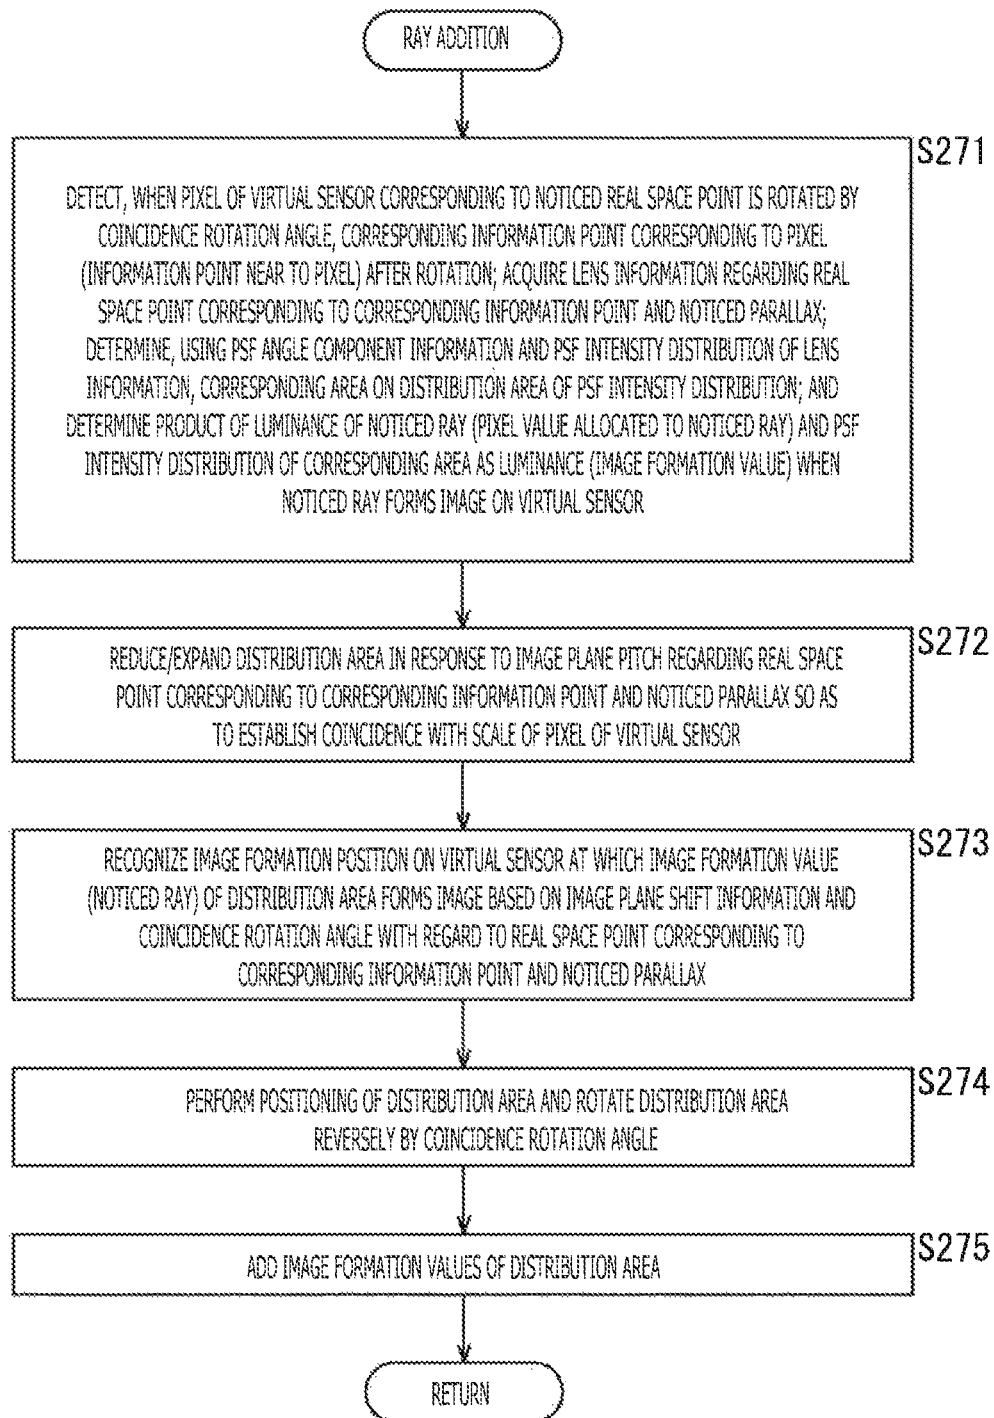 RAY ADDITION
S271
DETECT, WHEN PIXEL OF VIRTUAL SENSOR CORRESPONDING TO NOTICED REAL SPACE POINT IS ROTATED BY
COINCIDENCE ROTATION ANGLE, CORRESPONDING INFORMATION POINT CORRESPONDING TO PIXEL
(INFORMATION POINT NEAR TO PIXEL) AFTER ROTATION; ACQUIRE LENS INFORMATION REGARDING REAL
SPACE POINT CORRESPONDING TO CORRESPONDING INFORMATION POINT AND NOTICED PARALLAX;
DETERMINE, USING PSF ANGLE COMPONENT INFORMATION AND PSF INTENSITY DISTRIBUTION OF LENS
INFORMATION, CORRESPONDING AREA ON DISTRIBUTION AREA OF PSF INTENSITY DISTRIBUTION; AND
DETERMINE PRODUCT OF LUMINANCE OF NOTICED RAY (PIXEL VALUE ALLOCATED TO NOTICED RAY) AND PSF
INTENSITY DISTRIBUTION OF CORRESPONDING AREA AS LUMINANCE (IMAGE FORMATION VALUE) WHEN
NOTICED RAY FORMS IMAGE ON VIRTUAL SENSOR
S272
REDUCE/EXPAND DISTRIBUTION AREA IN RESPONSE TO IMAGE PLANE PITCH REGARDING REAL SPACE
POINT CORRESPONDING TO CORRESPONDING INFORMATION POINT AND NOTICED PARALLAX SO AS
TO ESTABLISH COINCIDENCE WITH SCALE OF PIXEL OF VIRTUAL SENSOR
S273
RECOGNIZE IMAGE FORMATION POSITION ON VIRTUAL SENSOR AT WHICH IMAGE FORMATION VALUE
(NOTICED RAY) OF DISTRIBUTION AREA FORMS IMAGE BASED ON IMAGE PLANE SHIFT INFORMATION AND
COINCIDENCE ROTATION ANGLE WITH REGARD TO REAL SPACE POINT CORRESPONDING TO
CORRESPONDING INFORMATION POINT AND NOTICED PARALLAX
S274
PERFORM POSITIONING OF DISTRIBUTION AREA AND ROTATE DISTRIBUTION AREA
REVERSELY BY COINCIDENCE ROTATION ANGLE
S275
ADD IMAGE FORMATION VALUES OF DISTRIBUTION AREA
RETURN